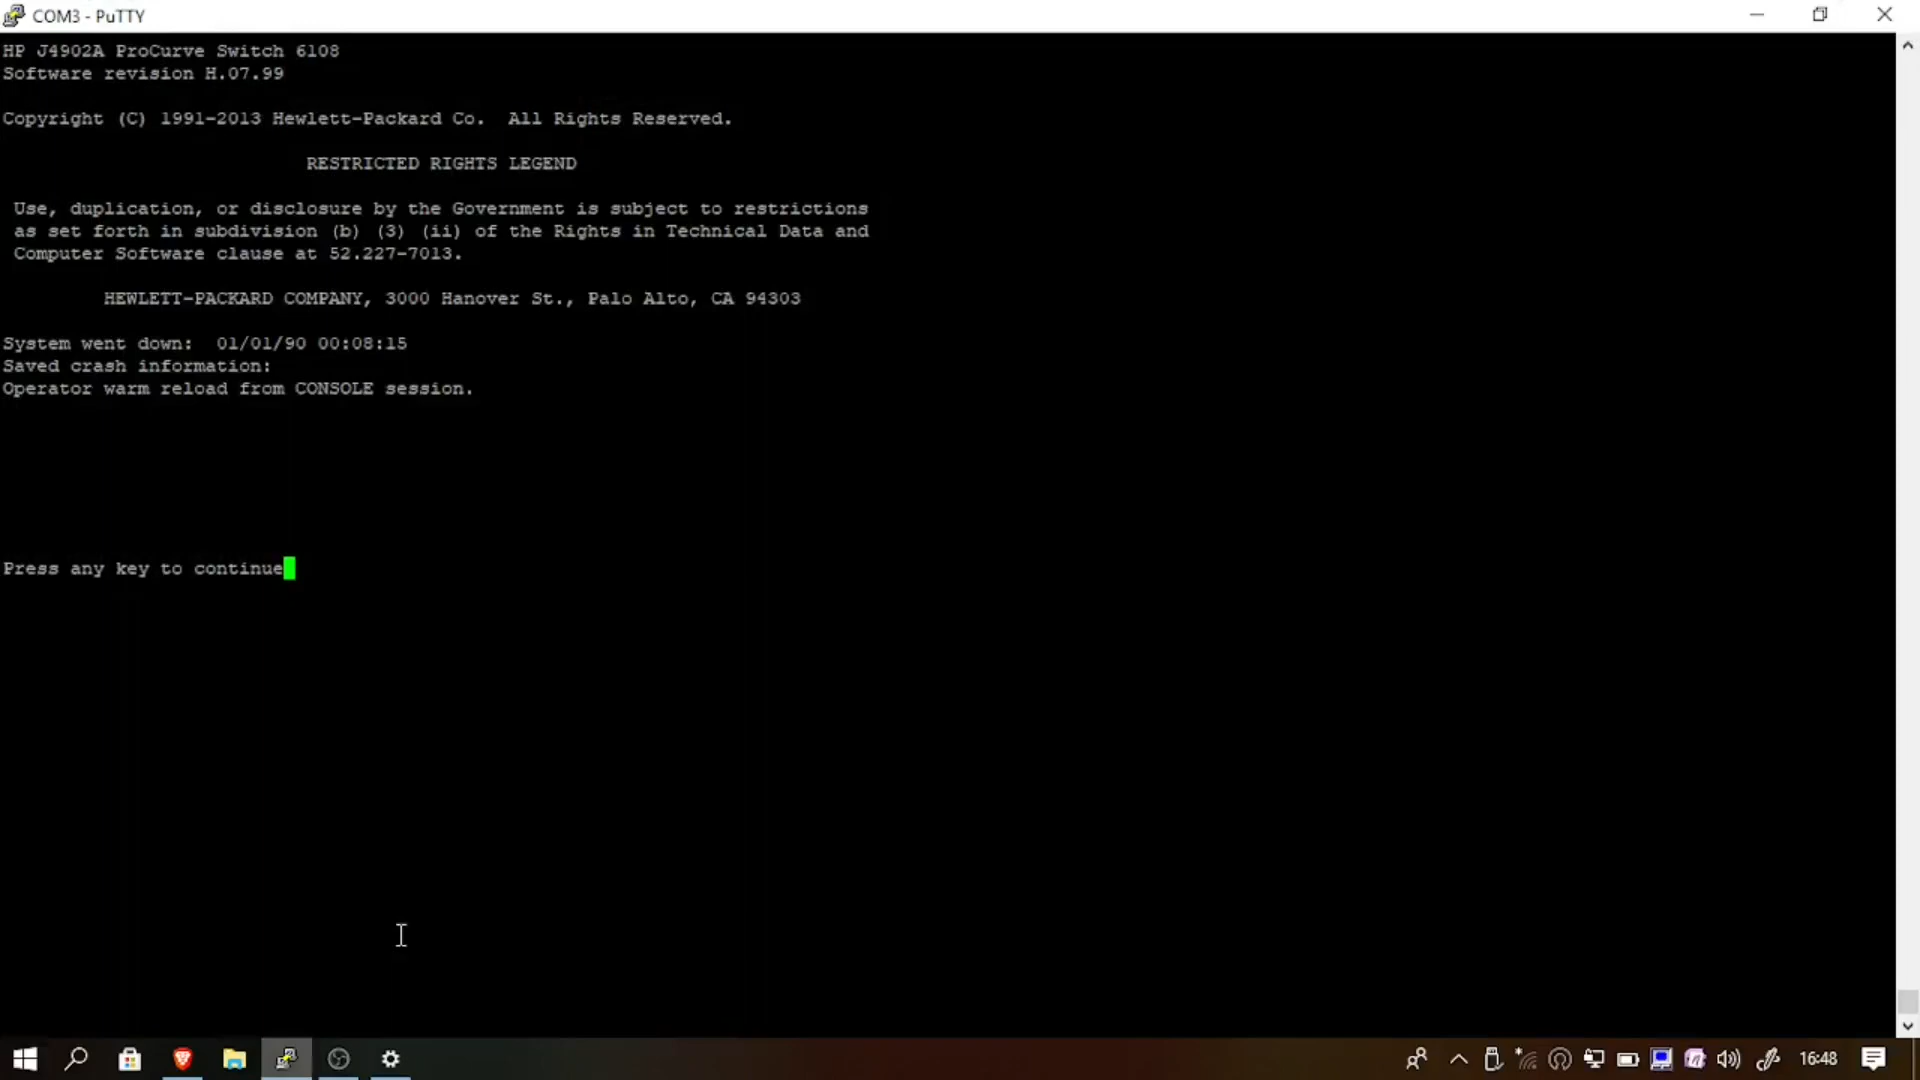 COM3 - PuTTY
HP J4902A ProCurve Switch 6108
Software revision H.07.99
Copyright (C) 1991-2013 Hewlett-Packard Co.  All Rights Reserved.
RESTRICTED RIGHTS LEGEND
Use, duplication, or disclosure by the Government is subject to restrictions
as set forth in subdivision (b) (3) (ii) of the Rights in Technical Data and
Computer Software clause at 52.227-7013.
HEWLETT-PACKARD COMPANY, 3000 Hanover St., Palo Alto, CA 94303
System went down:  01/01/90 00:08:15
Saved crash information:
Operator warm reload from CONSOLE session.
Press any key to continue
16:48